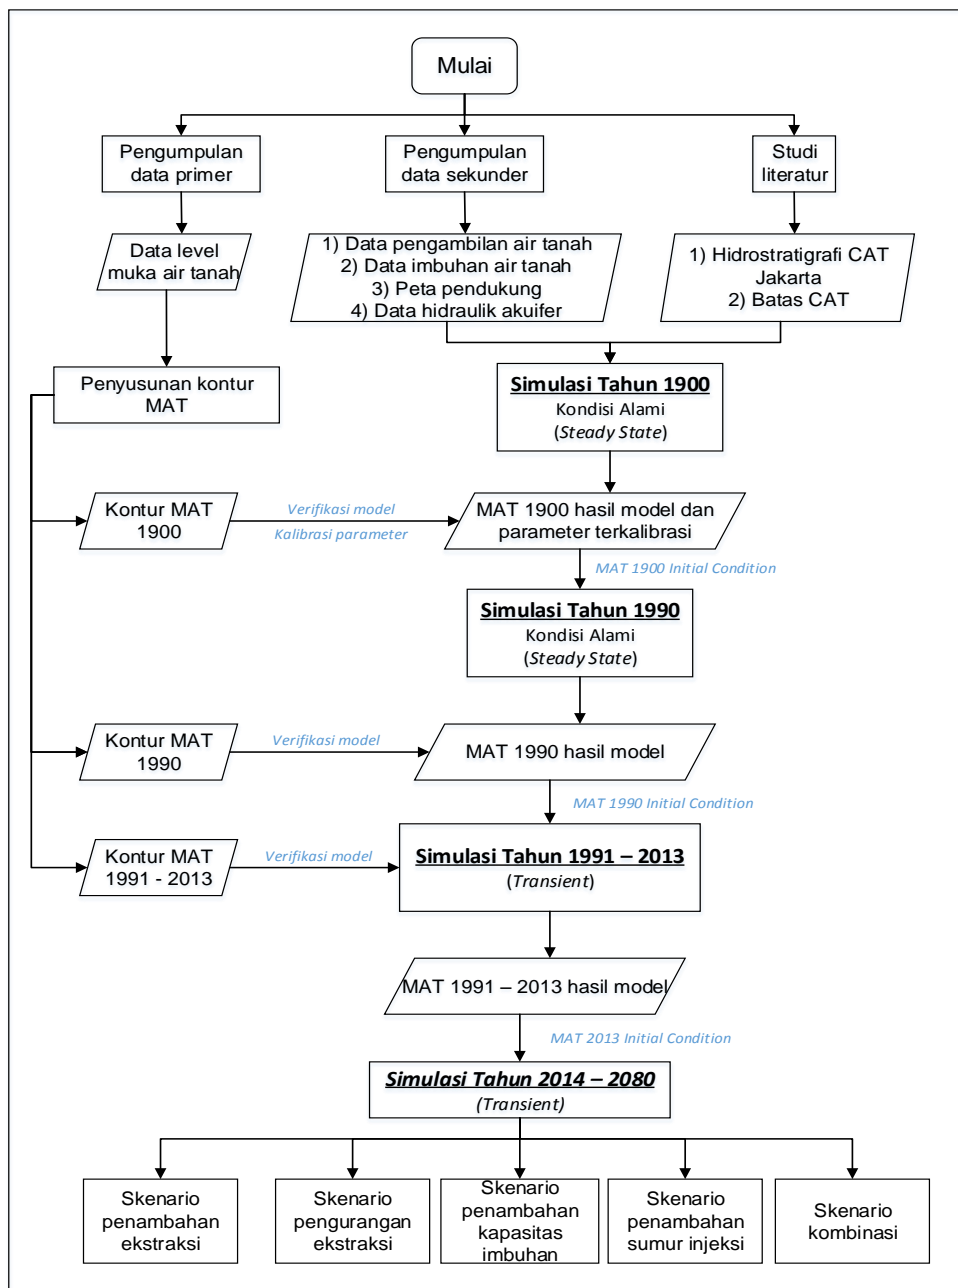 Mulai
Pengumpulan
data primer
Pengumpulan
data sekunder
Studi
literatur
Data level
muka air tanah
1) Data pengambilan air tanah
2) Data imbuhan air tanah
3) Peta pendukung
4) Data hidraulik akuifer
1) Hidrostratigrafi CAT
Jakarta
2) Batas CAT
Penyusunan kontur
MAT
Simulasi Tahun 1900
Kondisi Alami
(Steady State)
Kontur MAT
1900
Verifikasi model
Kalibrasi parameter
MAT 1900 hasil model dan
parameter terkalibrasi
MAT 1900 Initial Condition
Simulasi Tahun 1990
Kondisi Alami
(Steady State)
Kontur MAT
1990
Verifikasi model
MAT 1990 hasil model
MAT 1990 Initial Condition
Kontur MAT
1991 - 2013
Verifikasi model
Simulasi Tahun 1991 – 2013
(Transient)
MAT 1991 – 2013 hasil model
MAT 2013 Initial Condition
Simulasi Tahun 2014 – 2080
(Transient)
Skenario
penambahan
ekstraksi
Skenario
pengurangan
ekstraksi
Skenario
penambahan
kapasitas
imbuhan
Skenario
penambahan
sumur injeksi
Skenario
kombinasi